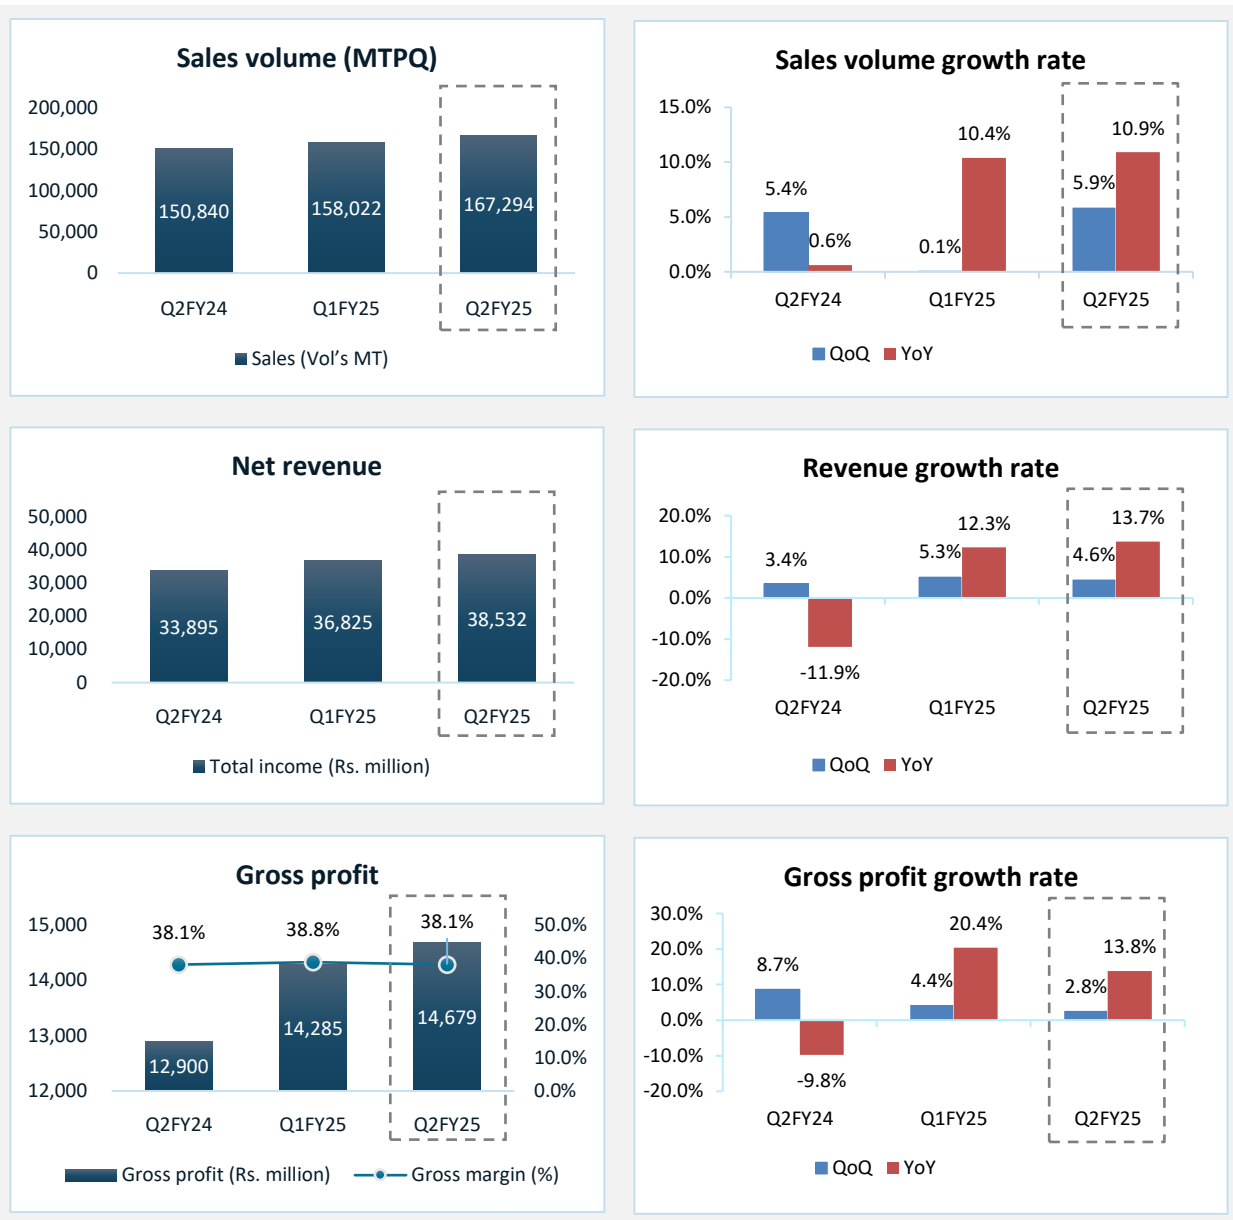 Sales volume (MTPQ)
200,000
150,000
100,000
50,000
0
150,840
158,022
167,294
Q2FY24
Q1FY25
Q2FY25
Sales (Vol's MT)
Sales volume growth rate
15.0%
10.0%
5.0%
0.0%
5.4%
0.6%
0.1%
10.4%
5.9%
10.9%
Q2FY24
Q1FY25
Q2FY25
QoQ YoY
Net revenue
50,000
40,000
30,000
20,000
10,000
0
33,895
36,825
38,532
Q2FY24
Q1FY25
Q2FY25
Total income (Rs. million)
Revenue growth rate
20.0%
10.0%
0.0%
-10.0%
-20.0%
3.4%
-11.9%
5.3%
12.3%
4.6%
13.7%
Q2FY24
Q1FY25
Q2FY25
QoQ YoY
Gross profit
15,000
14,000
13,000
12,000
38.1%
38.8%
38.1%
12,900
14,285
14,679
50.0%
40.0%
30.0%
20.0%
10.0%
0.0%
Q2FY24
Q1FY25
Q2FY25
Gross profit (Rs. million) Gross margin (%)
Gross profit growth rate
30.0%
20.0%
10.0%
0.0%
-10.0%
-20.0%
8.7%
-9.8%
4.4%
20.4%
2.8%
13.8%
Q2FY24
Q1FY25
Q2FY25
QoQ YoY